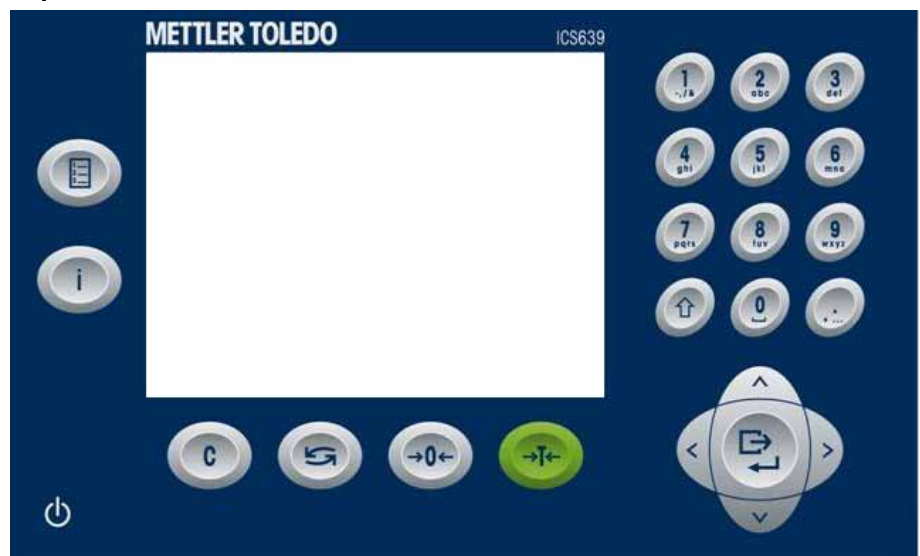 METTLER TOLEDO ICS639
1 2 3
-,/& abc def
4 5 6
ghi jkl mno
7 8 9
pqrs tuv wxyz
0
i
C →0← →T←